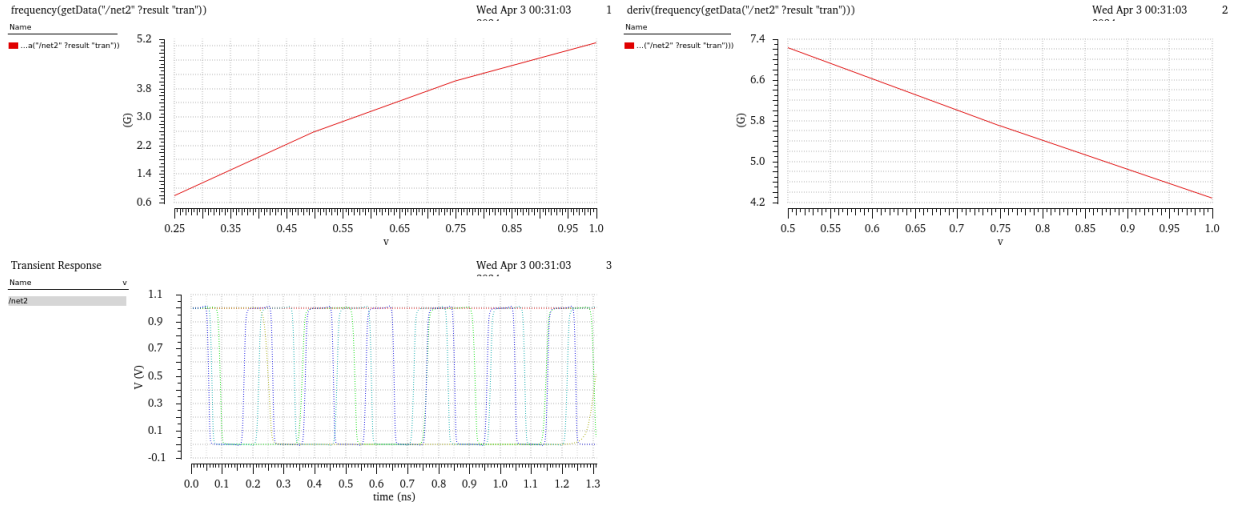 frequency(getData("/net2" ?result "tran"))
Wed Apr 3 00:31:03
1
Name
...a("/net2" ?result "tran"))
5.2
3.8
3.0
2.2
1.4
0.6
(G)
0.25 0.35 0.45 0.55 0.65 0.75 0.85 0.95 1.0
v
deriv(frequency(getData("/net2" ?result "tran")))
Wed Apr 3 00:31:03
2
Name
...("/net2" ?result "tran")))
7.4
6.6
5.8
5.0
4.2
(G)
0.5 0.55 0.6 0.65 0.7 0.75 0.8 0.85 0.9 0.95 1.0
v
Transient Response
Wed Apr 3 00:31:03
3
Name v
/net2
1.1
0.9
0.7
0.5
0.3
0.1
-0.1
V (V)
0.0 0.1 0.2 0.3 0.4 0.5 0.6 0.7 0.8 0.9 1.0 1.1 1.2 1.3
time (ns)